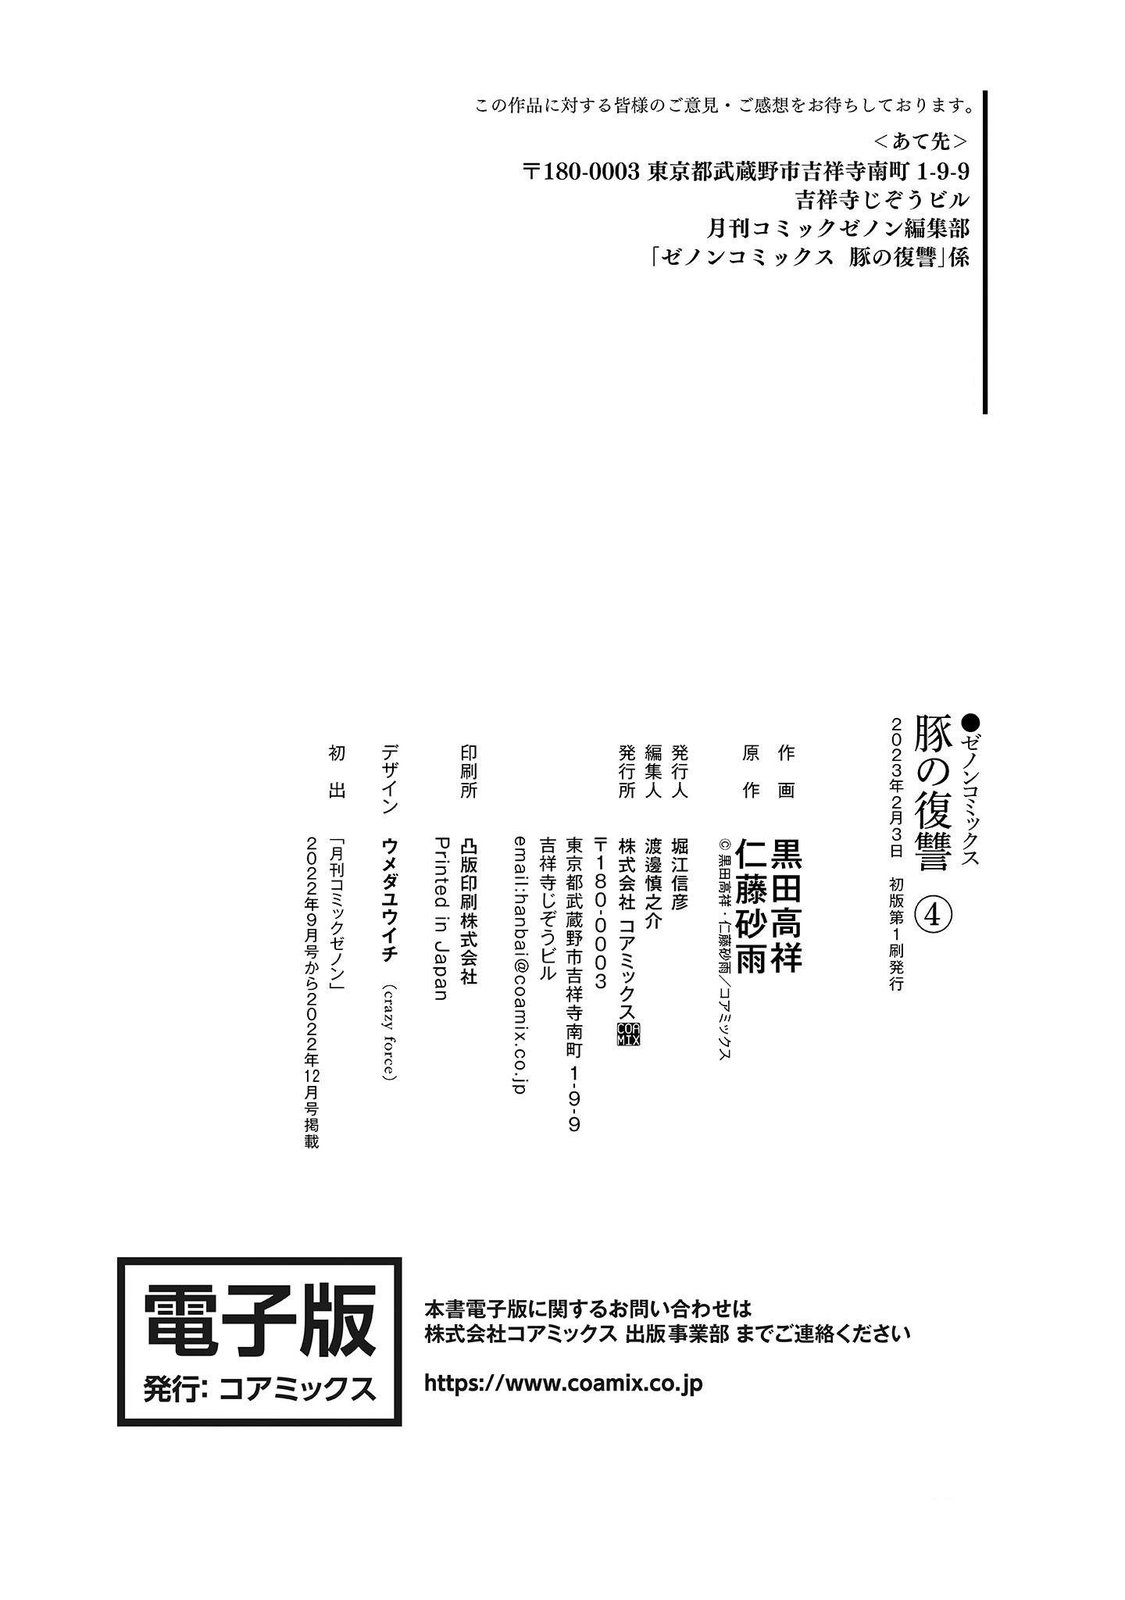 この作品に対する皆様のご意見・ご感想をお待ちしております。
＜あて先＞
〒180-0003 東京都武蔵野市吉祥寺南町 1-9-9
吉祥寺じぞうビル
月刊コミックゼノン編集部
「ゼノンコミックス 豚の復讐」係
●ゼノンコミックス
豚の復讐 ④
2023年2月3日 初版第1刷発行
作画 黒田高祥
原作 仁藤砂雨
© 黒田高祥・仁藤砂雨／コアミックス
発行人 堀江信彦
編集人 渡邊慎之介
発行所 株式会社 コアミックス COAMIX
〒180-0003
東京都武蔵野市吉祥寺南町 1-9-9
吉祥寺じぞうビル
email:hanbai@coamix.co.jp
印刷所 凸版印刷株式会社
Printed in Japan
デザイン ウメダユウイチ（crazy force）
初出 「月刊コミックゼノン」
2022年9月号から2022年12月号掲載
電子版
発行: コアミックス
本書電子版に関するお問い合わせは
株式会社コアミックス 出版事業部 までご連絡ください
https://www.coamix.co.jp